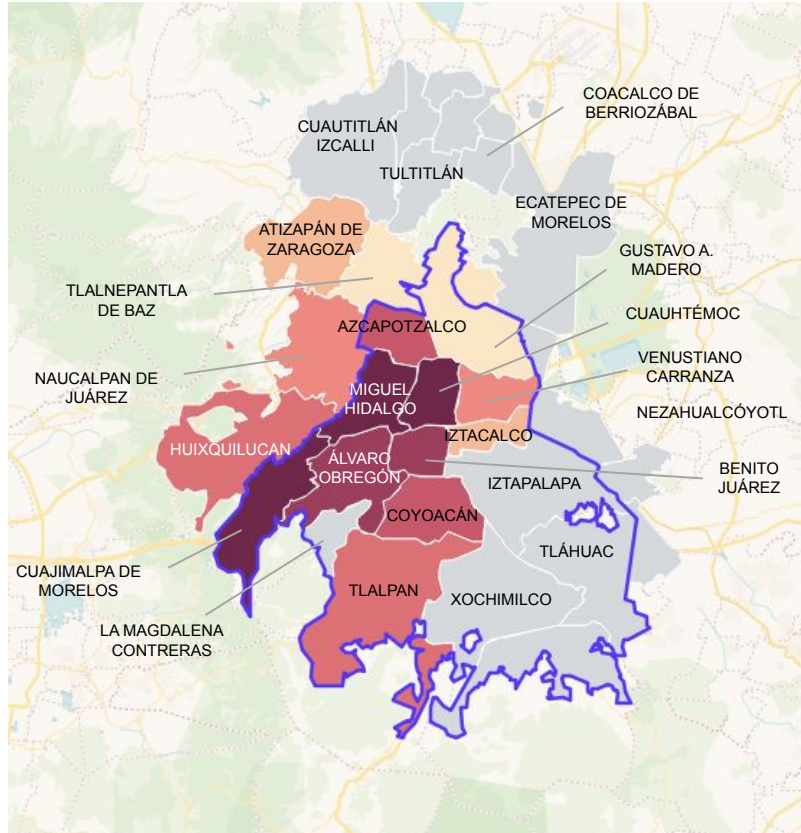 COACALCO DE
BERRIOZÁBAL
CUAUTITLÁN
IZCALLI
TULTITLÁN
ECATEPEC DE
MORELOS
ATIZAPÁN DE
ZARAGOZA
GUSTAVO A.
MADERO
TLALNEPANTLA
DE BAZ
CUAUHTÉMOC
AZCAPOTZALCO
VENUSTIANO
CARRANZA
NAUCALPAN DE
JUÁREZ
MIGUEL
HIDALGO
NEZAHUALCÓYOTL
HUIXQUILUCAN
IZTACALCO
ÁLVARO
OBREGÓN
BENITO
JUÁREZ
IZTAPALAPA
COYOACÁN
TLÁHUAC
CUAJIMALPA DE
MORELOS
TLALPAN
XOCHIMILCO
LA MAGDALENA
CONTRERAS